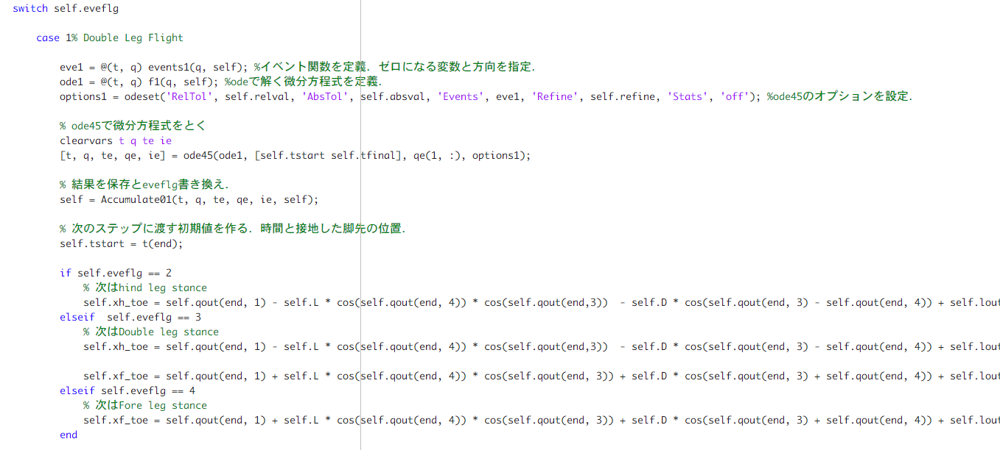 switch self.eveflg
case 1% Double Leg Flight
eve1 = @(t, q) events1(q, self); %イベント関数を定義．ゼロになる変数と方向を指定．
ode1 = @(t, q) f1(q, self); %odeで解く微分方程式を定義．
options1 = odeset('RelTol', self.relval, 'AbsTol', self.absval, 'Events', eve1, 'Refine', self.refine, 'Stats', 'off'); %ode45のオプションを設定．
% ode45で微分方程式をとく
clearvars t q te ie
[t, q, te, qe, ie] = ode45(ode1, [self.tstart self.tfinal], qe(1, :), options1);
% 結果を保存とeveflg書き換え．
self = Accumulate01(t, q, te, qe, ie, self);
% 次のステップに渡す初期値を作る．時間と接地した脚先の位置．
self.tstart = t(end);
if self.eveflg == 2
% 次はhind leg stance
self.xh_toe = self.qout(end, 1) - self.L * cos(self.qout(end, 4)) * cos(self.qout(end,3))  - self.D * cos(self.qout(end, 3) - self.qout(end, 4)) + self.lout
elseif  self.eveflg == 3
% 次はDouble leg stance
self.xh_toe = self.qout(end, 1) - self.L * cos(self.qout(end, 4)) * cos(self.qout(end,3))  - self.D * cos(self.qout(end, 3) - self.qout(end, 4)) + self.lout
self.xf_toe = self.qout(end, 1) + self.L * cos(self.qout(end, 4)) * cos(self.qout(end, 3)) + self.D * cos(self.qout(end, 3) + self.qout(end, 4)) + self.lout
elseif self.eveflg == 4
% 次はFore leg stance
self.xf_toe = self.qout(end, 1) + self.L * cos(self.qout(end, 4)) * cos(self.qout(end, 3)) + self.D * cos(self.qout(end, 3) + self.qout(end, 4)) + self.lout
end